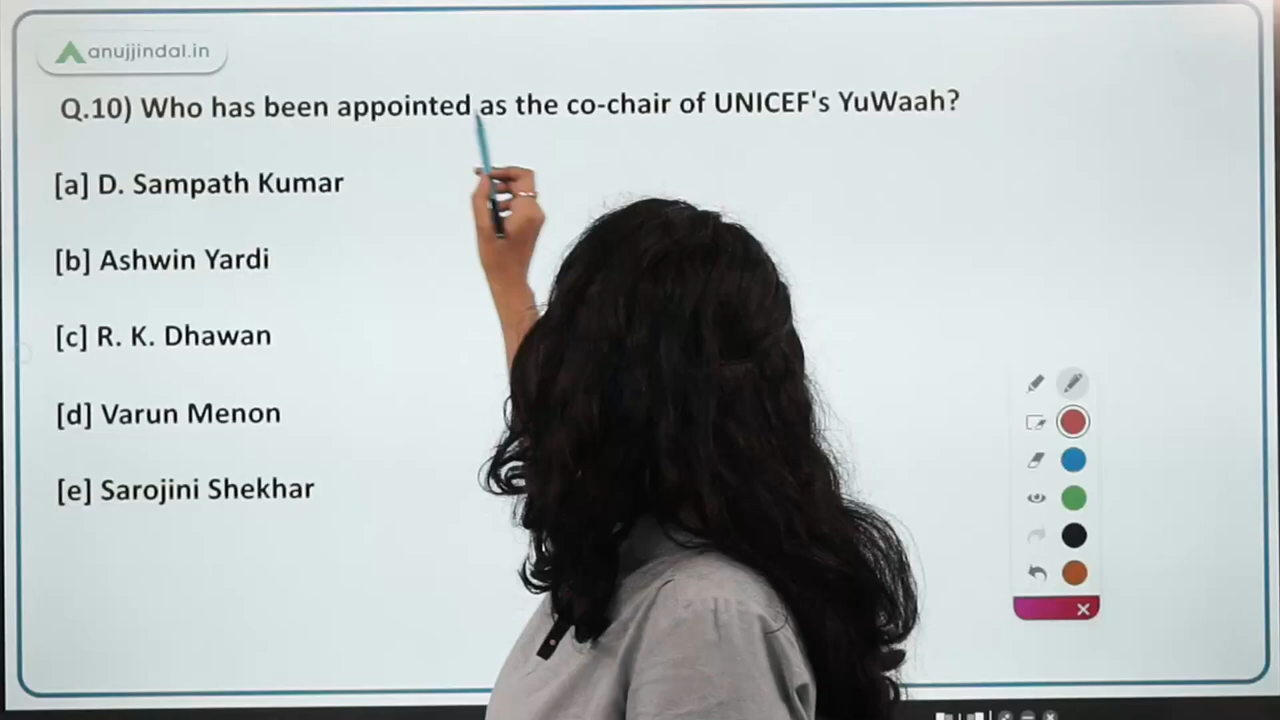 anujjindal.in
Q.10) Who has been appointed as the co-chair of UNICEF's YuWaah?
[a] D. Sampath Kumar
[b] Ashwin Yardi
[c] R. K. Dhawan
[d] Varun Menon
[e] Sarojini Shekhar